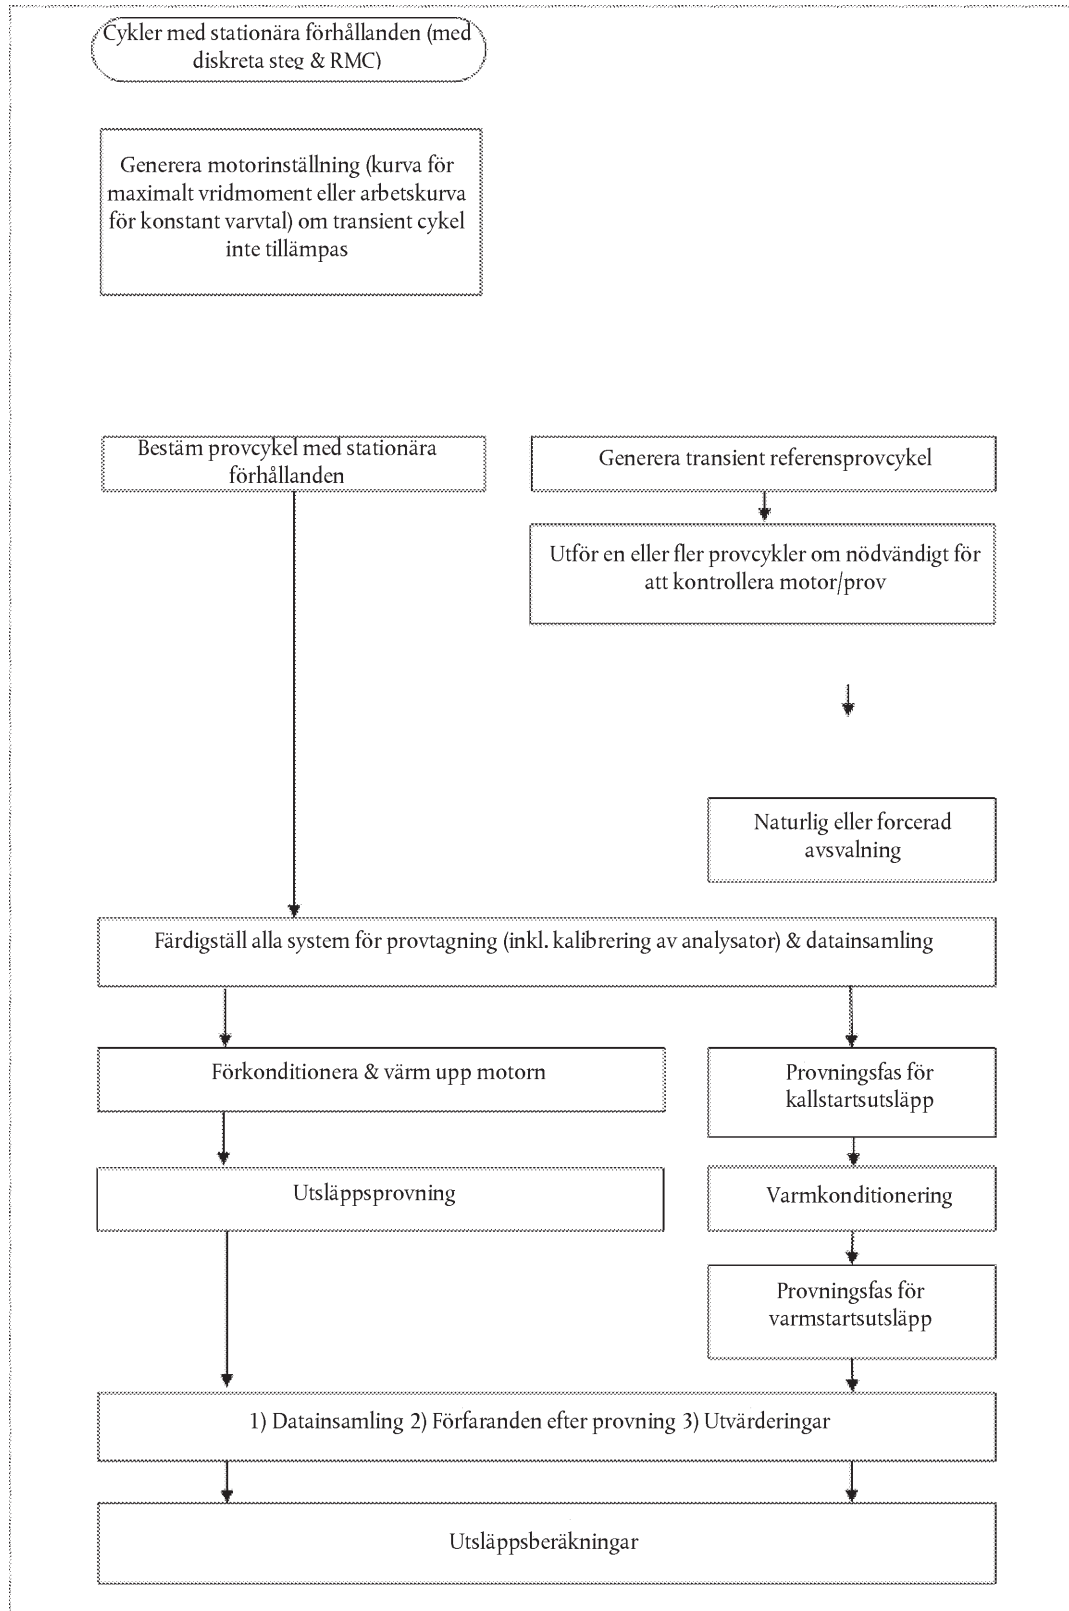 Cykler med stationära förhållanden (med
diskreta steg & RMC)
Generera motorinställning (kurva för
maximalt vridmoment eller arbetskurva
för konstant varvtal) om transient cykel
inte tillämpas
Bestäm provcykel med stationära
förhållanden
Generera transient referensprovcykel
Utför en eller fler provcykler om nödvändigt för
att kontrollera motor/prov
Naturlig eller forcerad
avsvalning
Färdigställ alla system för provtagning (inkl. kalibrering av analysator) & datainsamling
Förkonditionera & värm upp motorn
Provningsfas för
kallstartsutsläpp
Utsläppsprovning
Varmkonditionering
Provningsfas för
varmstartsutsläpp
1) Datainsamling 2) Förfaranden efter provning 3) Utvärderingar
Utsläppsberäkningar